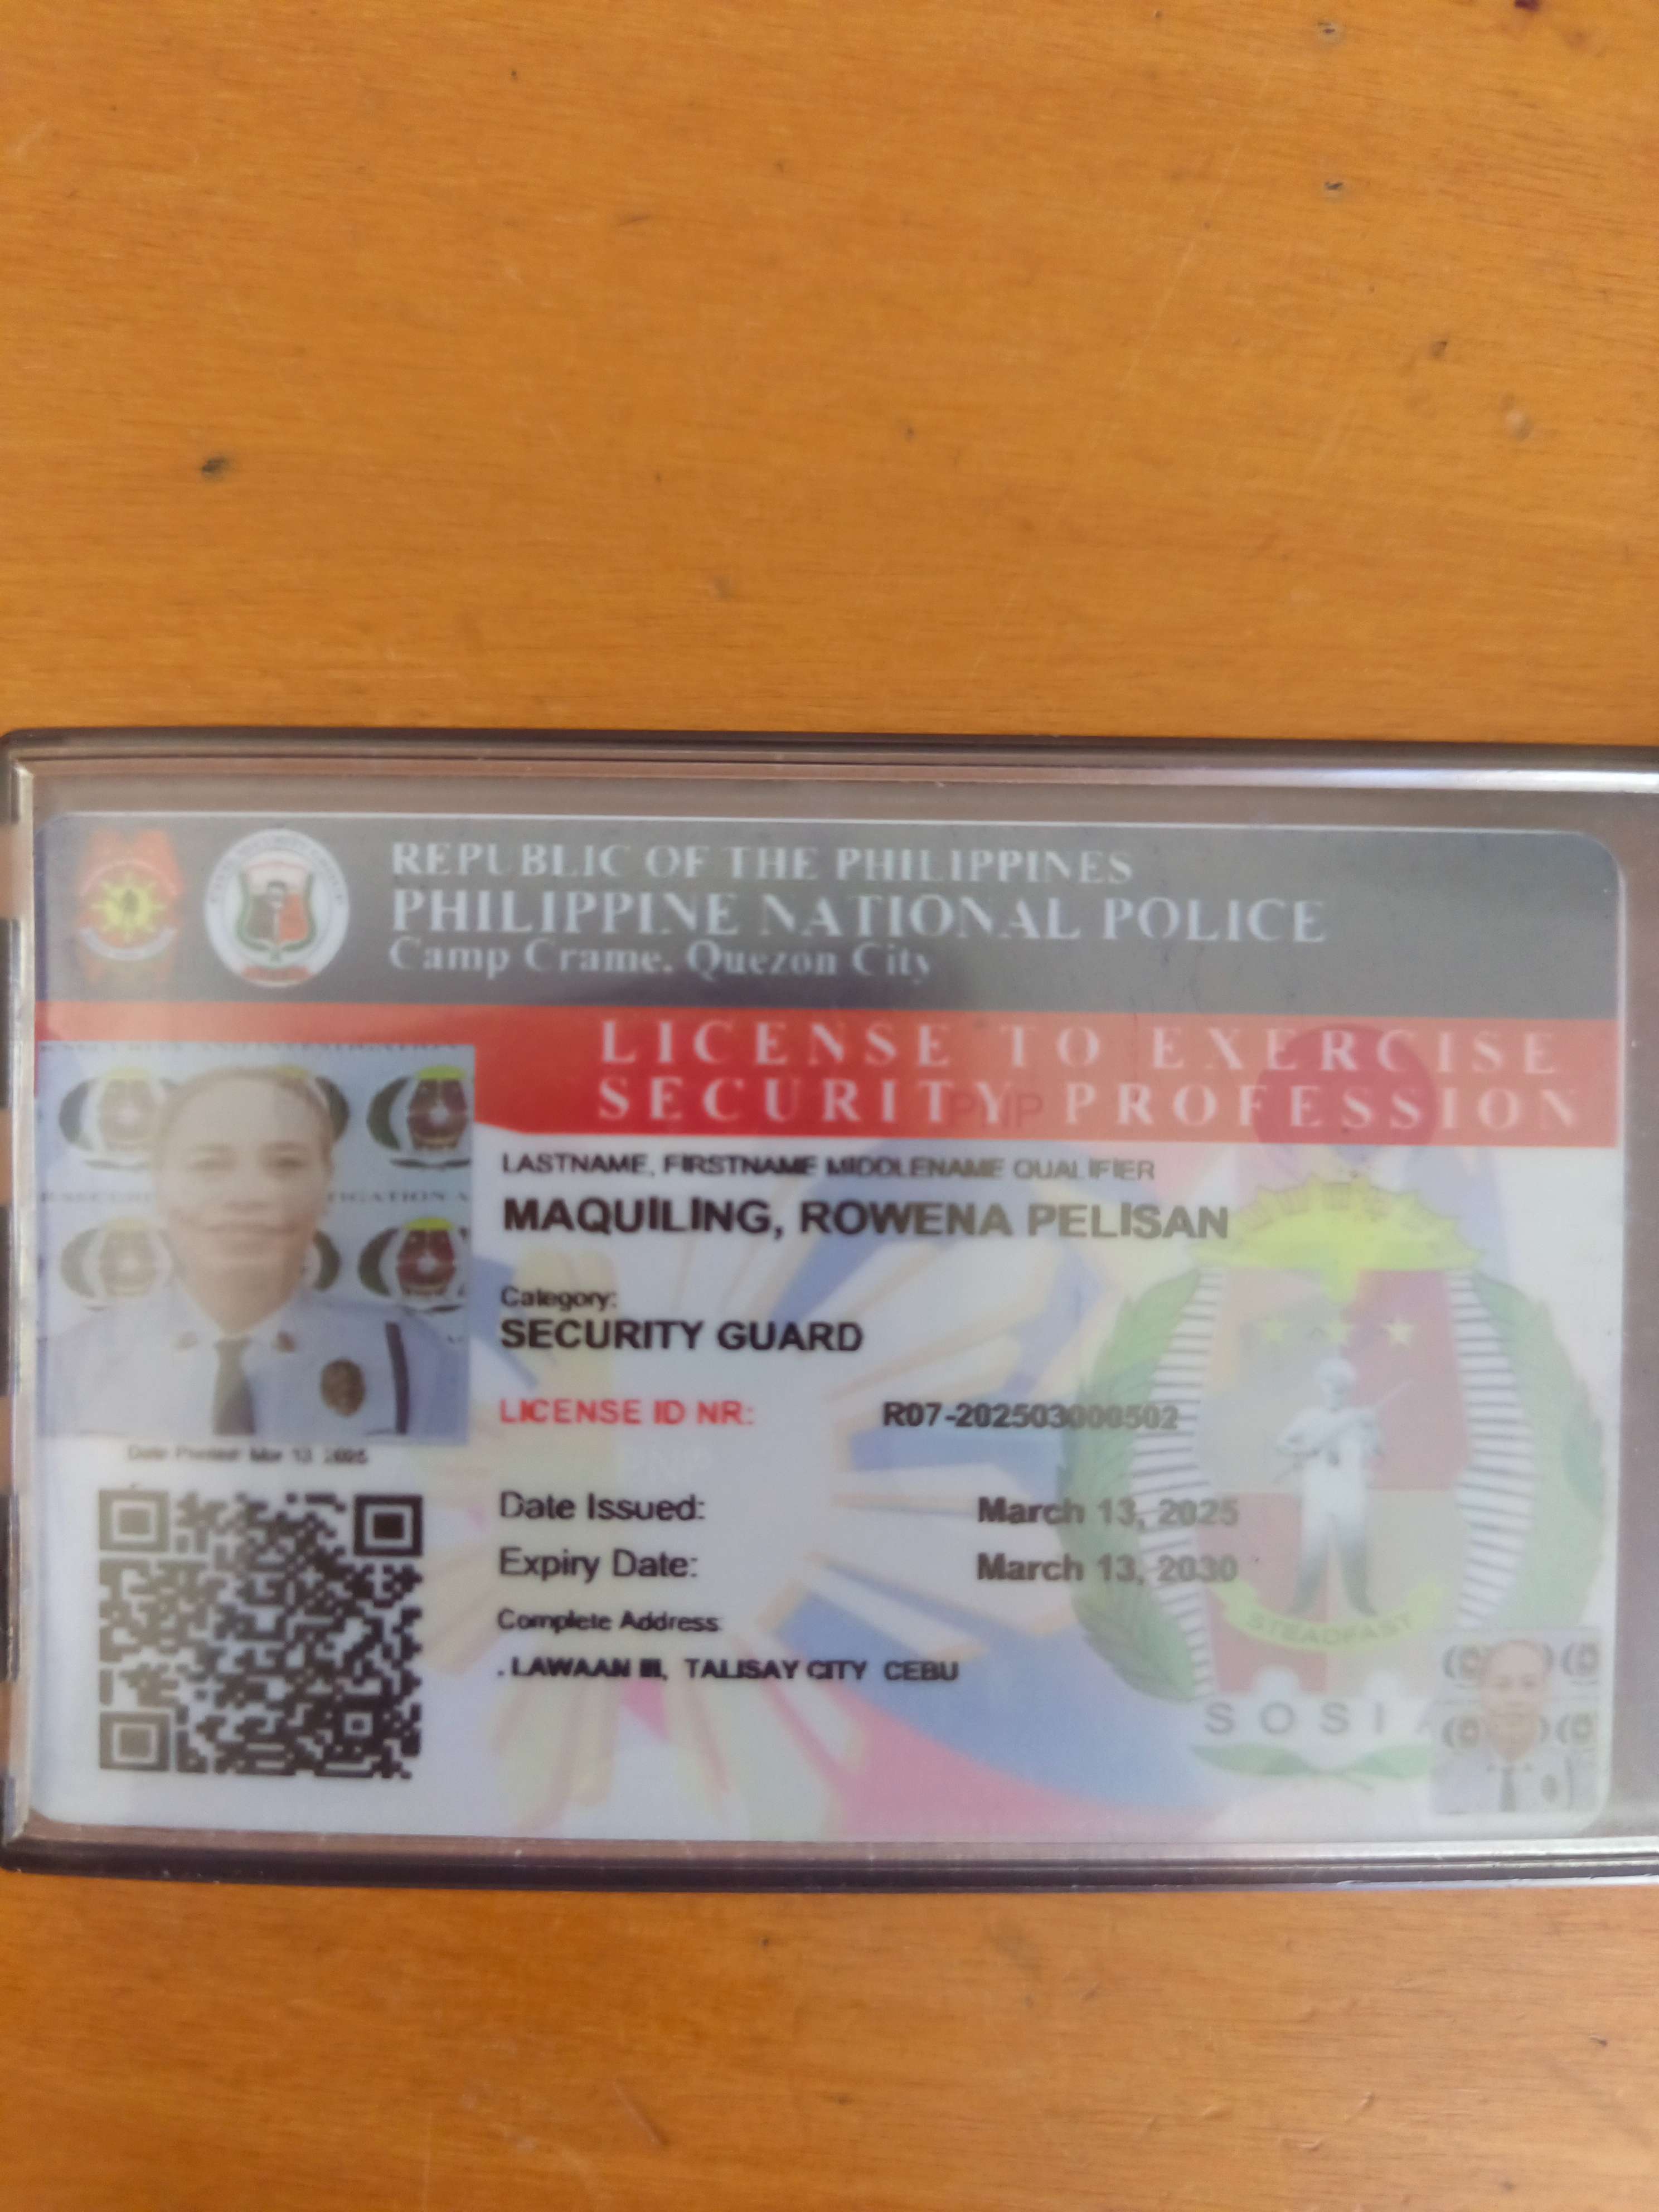 REPUBLIC OF THE PHILIPPINES
PHILIPPINE NATIONAL POLICE
Camp Crame, Quezon City
LICENSE TO EXERCISE
SECURITY PROFESSION
PNP
LASTNAME, FIRSTNAME MIDDLENAME QUALIFIER
MAQUILING, ROWENA PELISAN
Category:
SECURITY GUARD
LICENSE ID NR: R07-202503000502
Date Printed: Mar 13, 2025
Date Issued: March 13, 2025
Expiry Date: March 13, 2030
Complete Address:
. LAWAAN III, TALISAY CITY CEBU
STEADFAST
SOSIA